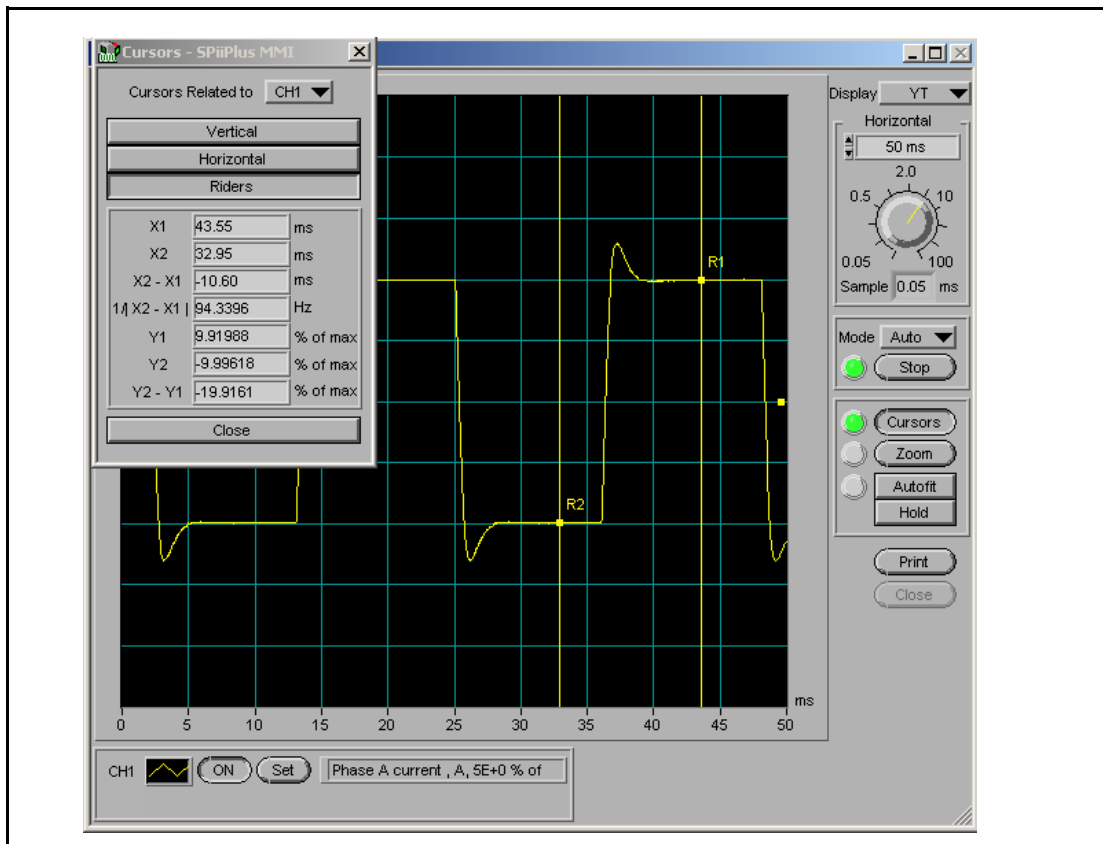 Cursors - SPiiPlus MMI
Cursors Related to CH1
Vertical
Horizontal
Riders
X1 43.55 ms
X2 32.95 ms
X2 - X1 -10.60 ms
1/| X2 - X1 | 94.3396 Hz
Y1 9.91988 % of max
Y2 -9.99618 % of max
Y2 - Y1 -19.9161 % of max
Close
R1
R2
ms
0 5 10 15 20 25 30 35 40 45 50
Display YT
Horizontal
50 ms
2.0
0.5 10
0.05 100
Sample 0.05 ms
Mode Auto
Stop
Cursors
Zoom
Autofit
Hold
Print
Close
CH1 ON Set Phase A current , A, 5E+0 % of